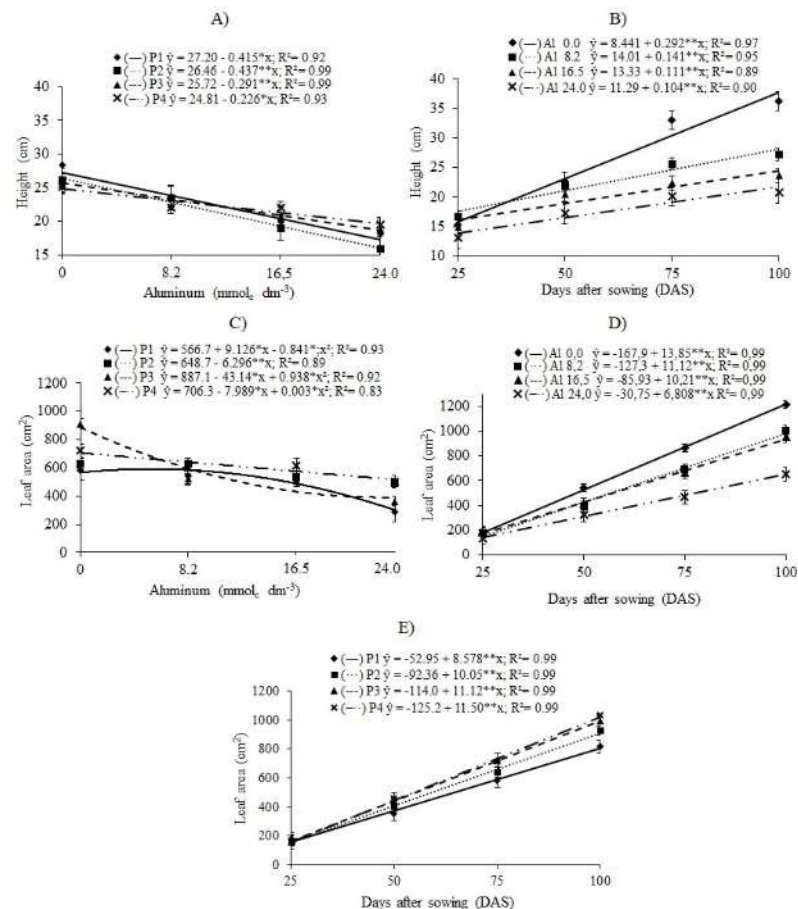 A)
(—) P1 ŷ = 27.20 - 0.415*x; R²= 0.92
(····) P2 ŷ = 26.46 - 0.437**x; R²= 0.99
(---) P3 ŷ = 25.72 - 0.291**x; R²= 0.99
(—··) P4 ŷ = 24.81 - 0.226*x; R²= 0.93
Height (cm)
40
35
30
25
20
15
0
8.2
16,5
24.0
Aluminum (mmol꜀ dm⁻³)
B)
(—) Al 0.0 ŷ = 8.441 + 0.292**x; R²= 0.97
(····) Al 8.2 ŷ = 14.01 + 0.141**x; R²= 0.95
(---) Al 16.5 ŷ = 13.33 + 0.111**x; R²= 0.89
(—··) Al 24.0 ŷ = 11.29 + 0.104**x; R²= 0.90
Height (cm)
40
35
30
25
20
15
10
25
50
75
100
Days after sowing (DAS)
C)
(—) P1 ŷ = 566.7 + 9.126*x - 0.841*;x²; R²= 0.93
(····) P2 ŷ = 648.7 - 6.296**x; R²= 0.89
(---) P3 ŷ = 887.1 - 43.14*x + 0.938*x²; R²= 0.92
(—··) P4 ŷ = 706.3 - 7.989*x + 0.003*x²; R²= 0.83
Leaf area (cm²)
1200
1000
800
600
400
200
0
0
8.2
16.5
24.0
Aluminum (mmol꜀ dm⁻³)
D)
(—) Al 0,0 ŷ = -167,9 + 13,85**x; R²= 0,99
(····) Al 8,2 ŷ = -127,3 + 11,12**x; R²= 0,99
(---) Al 16,5 ŷ = -85,93 + 10,21**x; R²= 0,99
(—··) Al 24,0 ŷ = -30,75 + 6,808**x; R²= 0,99
Leaf area (cm²)
1200
1000
800
600
400
200
0
25
50
75
100
Days after sowing (DAS)
E)
(—) P1 ŷ = -52.95 + 8.578**x; R²= 0.99
(····) P2 ŷ = -92.36 + 10.05**x; R²= 0.99
(---) P3 ŷ = -114.0 + 11.12**x; R²= 0.99
(—··) P4 ŷ = -125.2 + 11.50**x; R²= 0.99
Leaf area (cm²)
1200
1000
800
600
400
200
0
25
50
75
100
Days after sowing (DAS)